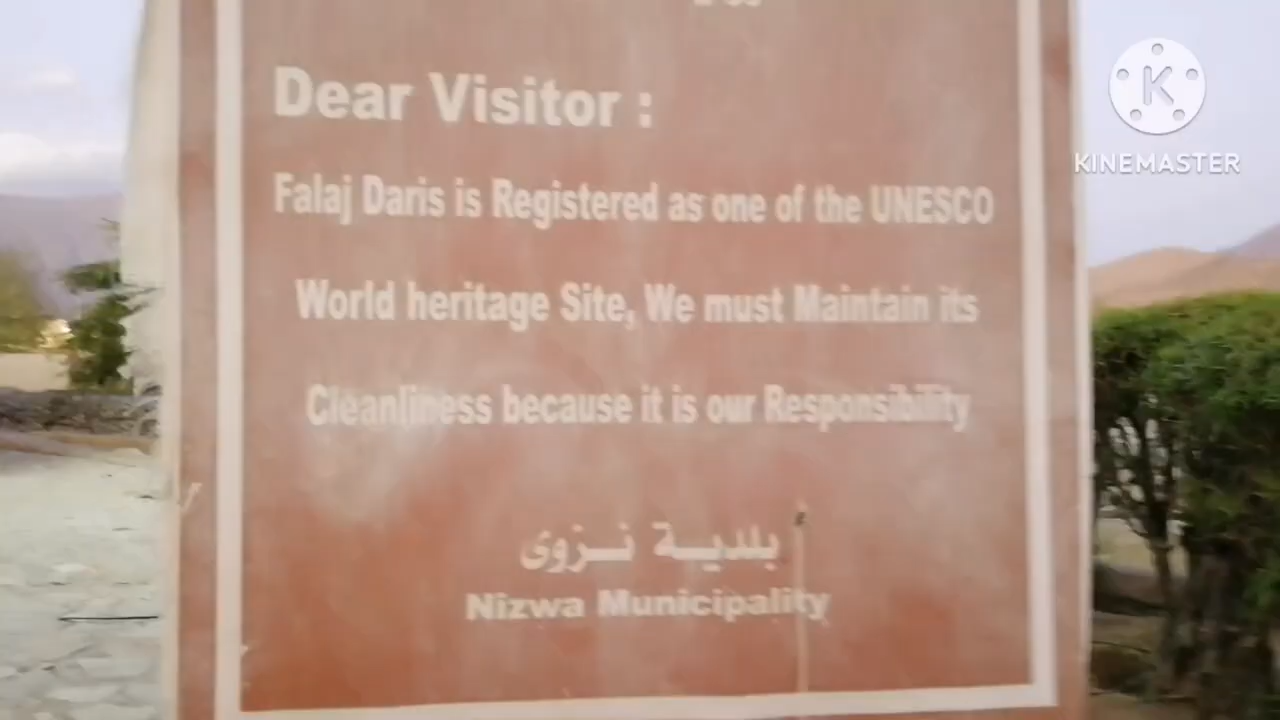 Dear Visitor :
Falaj Daris is Registered as one of the UNESCO
World heritage Site, We must Maintain its
Cleanliness because it is our Responsibility
بلدية نزوى
Nizwa Municipality
K
KINEMASTER